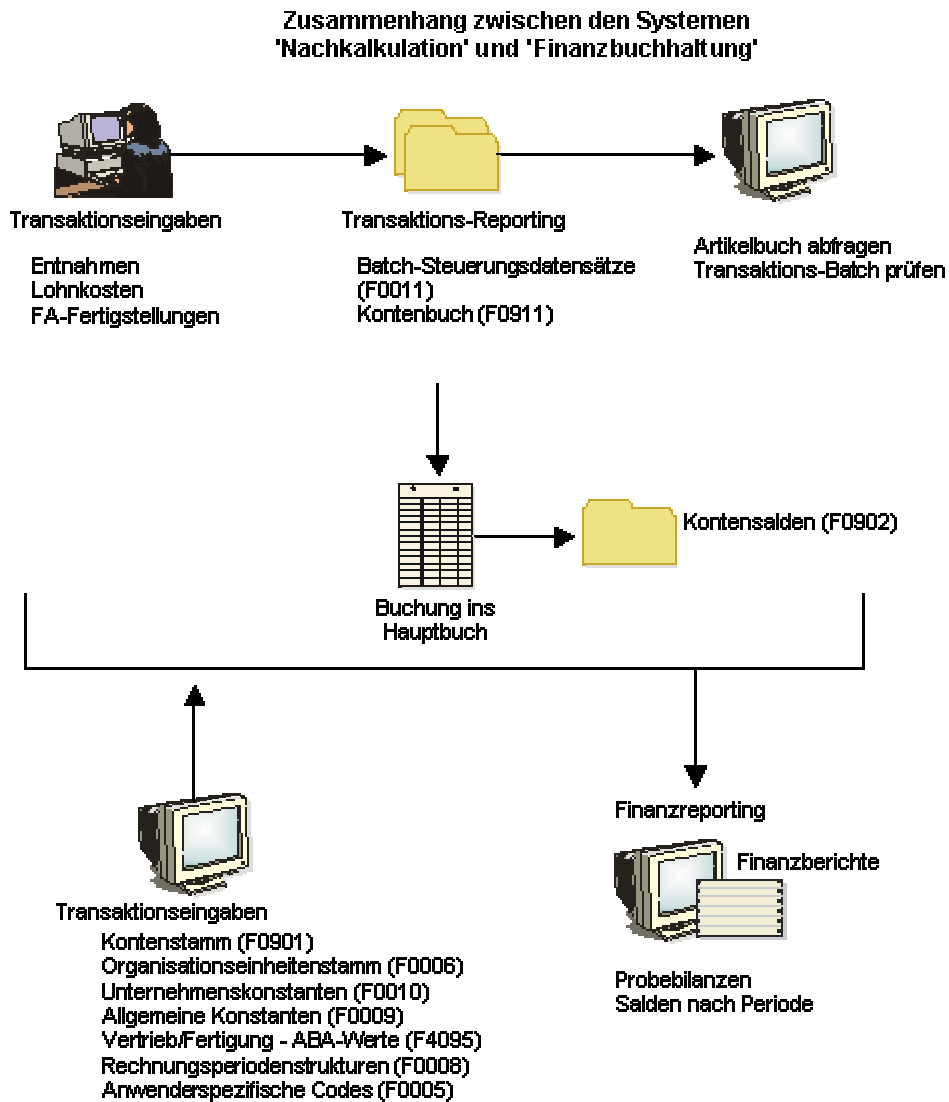 Zusammenhang zwischen den Systemen
'Nachkalkulation' und 'Finanzbuchhaltung'
Transaktionseingaben
Entnahmen
Lohnkosten
FA-Fertigstellungen
Transaktions-Reporting
Batch-Steuerungsdatensätze
(F0011)
Kontenbuch (F0911)
Artikelbuch abfragen
Transaktions-Batch prüfen
Buchung ins
Hauptbuch
Kontensalden (F0902)
Transaktionseingaben
Kontenstamm (F0901)
Organisationseinheitenstamm (F0006)
Unternehmenskonstanten (F0010)
Allgemeine Konstanten (F0009)
Vertrieb/Fertigung - ABA-Werte (F4095)
Rechnungsperiodenstrukturen (F0008)
Anwenderspezifische Codes (F0005)
Finanzreporting
Finanzberichte
Probebilanzen
Salden nach Periode